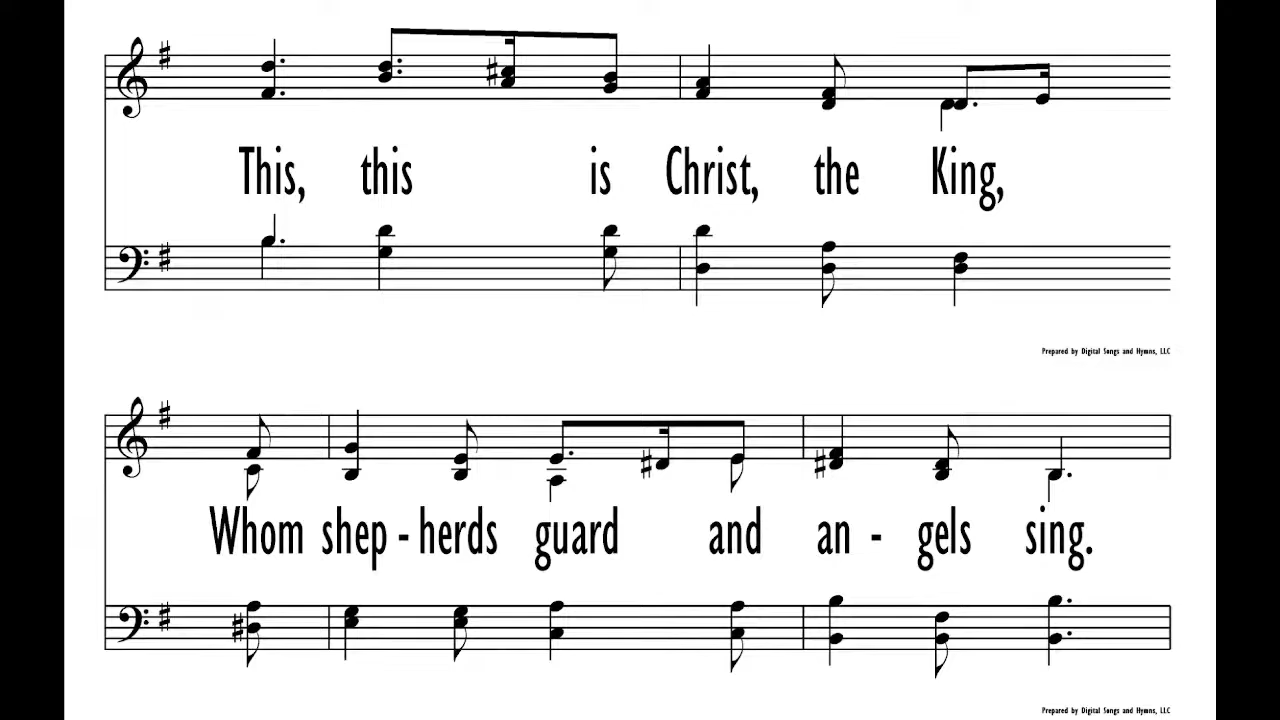 This, this is Christ, the King,
Prepared by Digital Songs and Hymns, LLC
Whom shep - herds guard and an - gels sing.
Prepared by Digital Songs and Hymns, LLC